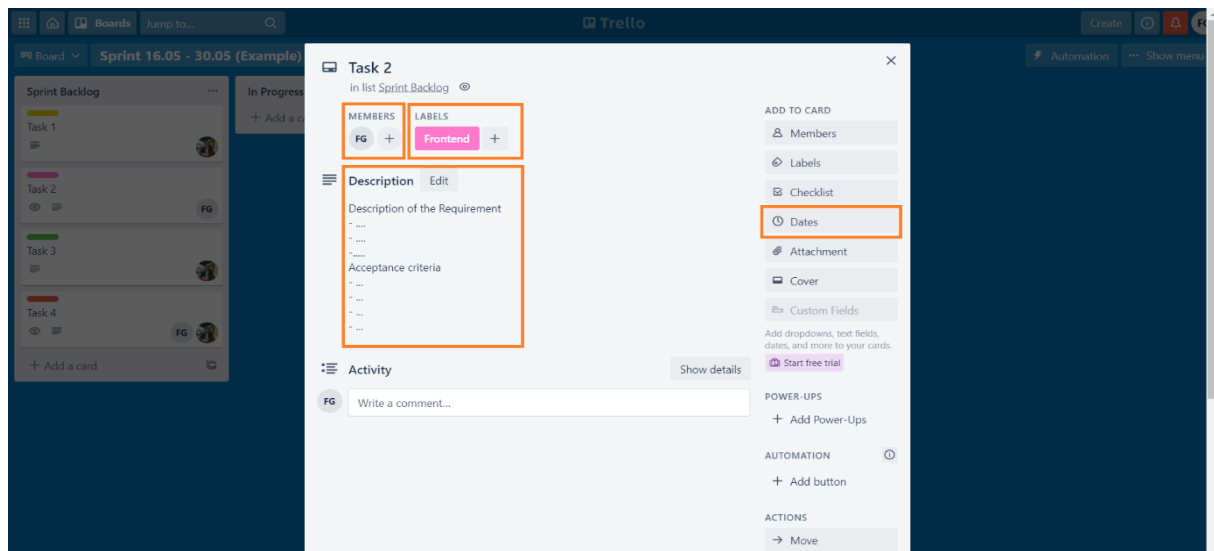 Boards
Jump to...
Trello
Create
Board
Sprint 16.05 - 30.05 (Example)
Automation
··· Show menu
Sprint Backlog
···
Task 1
Task 2
FG
Task 3
Task 4
FG
+ Add a card
In Progress
+ Add a ca
Task 2
in list Sprint Backlog
MEMBERS
LABELS
FG
+
Frontend
+
Description
Edit
Description of the Requirement
- ....
- ....
-.....
Acceptance criteria
- ...
- ...
- ...
- ...
Activity
Show details
FG
Write a comment...
ADD TO CARD
Members
Labels
Checklist
Dates
Attachment
Cover
Custom Fields
Add dropdowns, text fields,
dates, and more to your cards.
Start free trial
POWER-UPS
+ Add Power-Ups
AUTOMATION
+ Add button
ACTIONS
→ Move